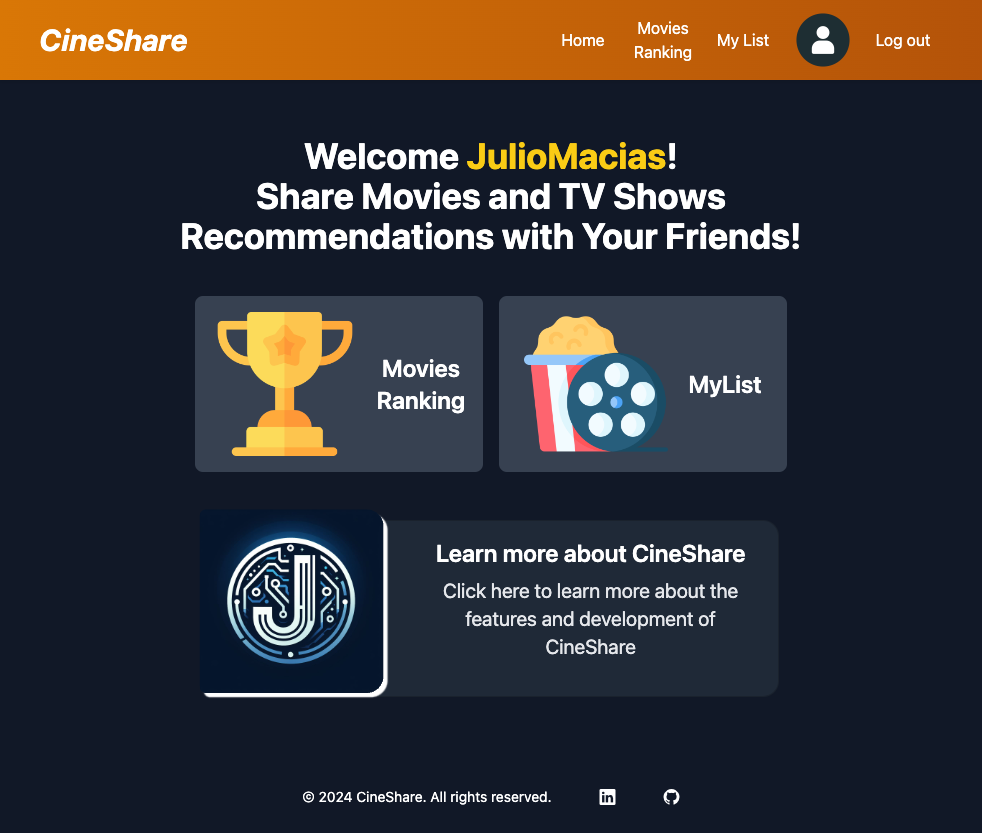 CineShare
Home
Movies
Ranking
My List
Log out
Welcome JulioMacias!
Share Movies and TV Shows
Recommendations with Your Friends!
Movies
Ranking
MyList
J
Learn more about CineShare
Click here to learn more about the
features and development of
CineShare
© 2024 CineShare. All rights reserved.
in